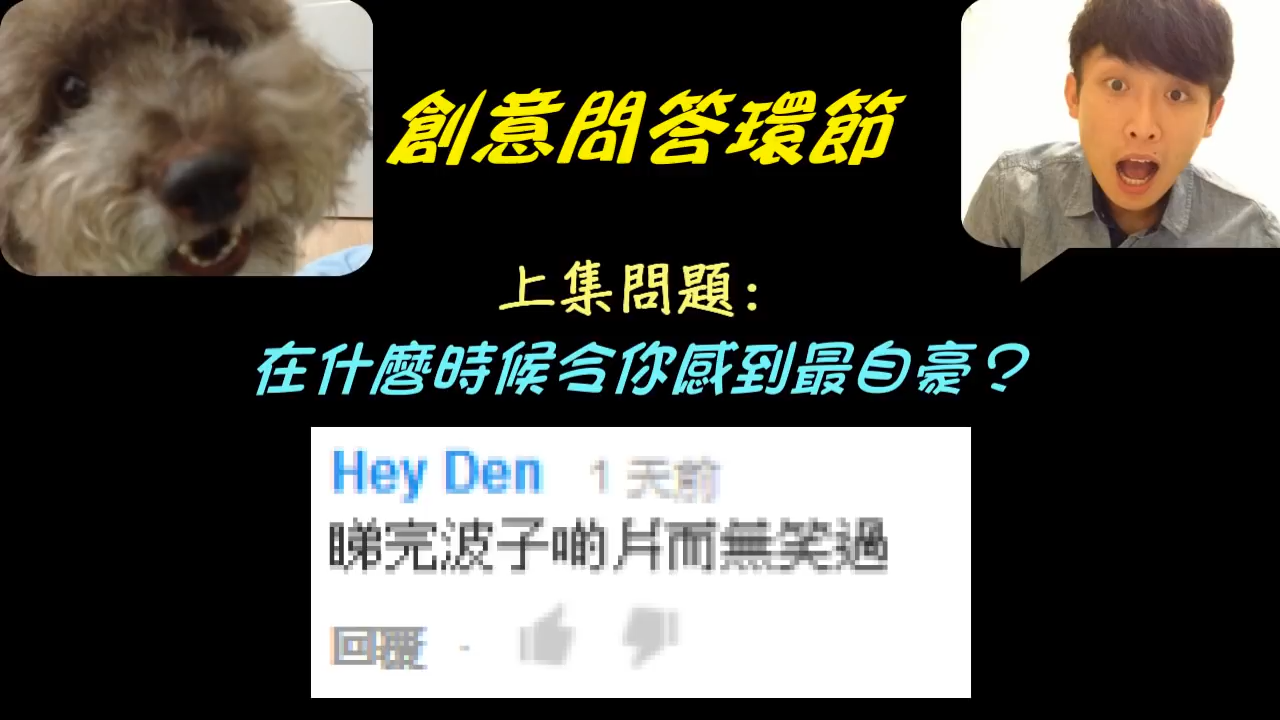 創意問答環節
上集問題:
在什麼時候令你感到最自豪?
Hey Den 1 天前
睇完波子啲片而無笑過
回覆 ·